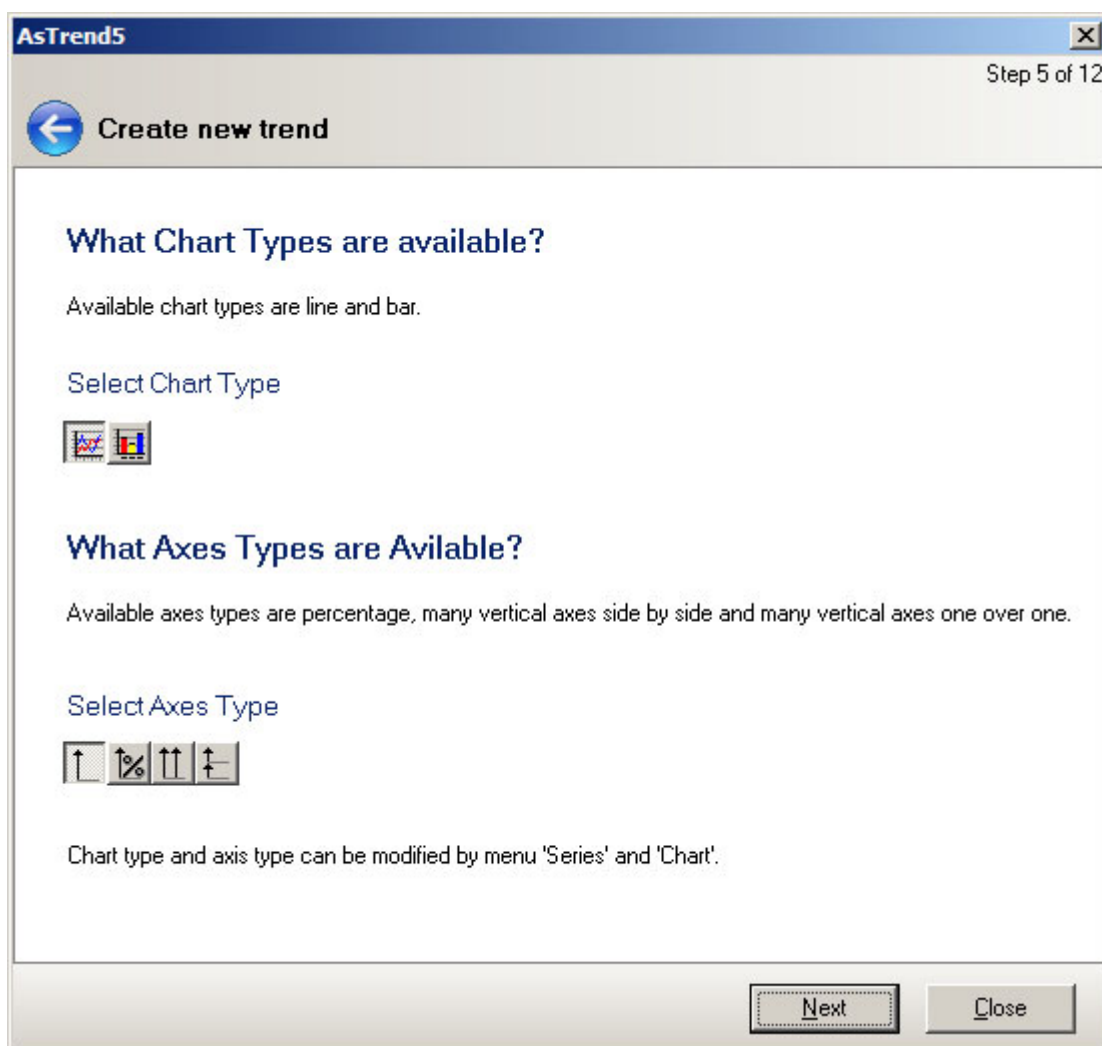 AsTrend5
Step 5 of 12
Create new trend
What Chart Types are available?
Available chart types are line and bar.
Select Chart Type
What Axes Types are Avilable?
Available axes types are percentage, many vertical axes side by side and many vertical axes one over one.
Select Axes Type
%
Chart type and axis type can be modified by menu 'Series' and 'Chart'.
Next
Close